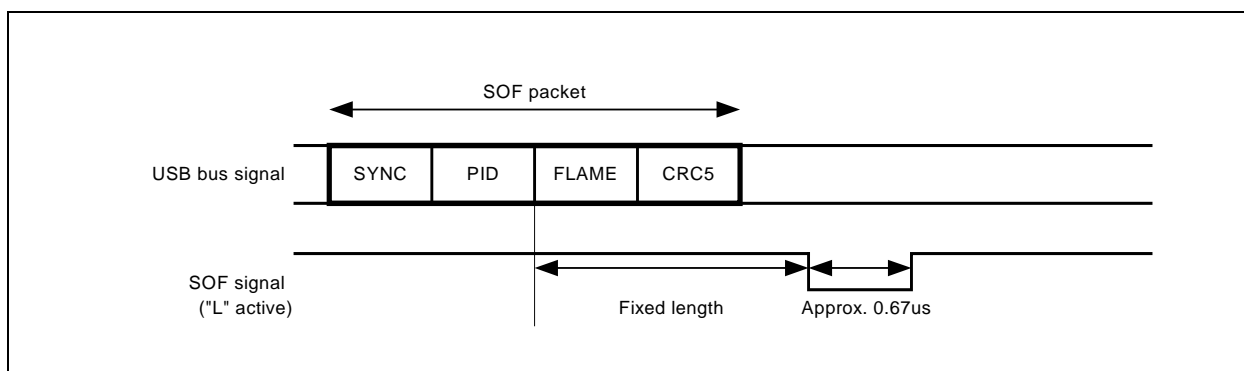 SOF packet
USB bus signal
SYNC
PID
FLAME
CRC5
SOF signal
("L" active)
Fixed length
Approx. 0.67us